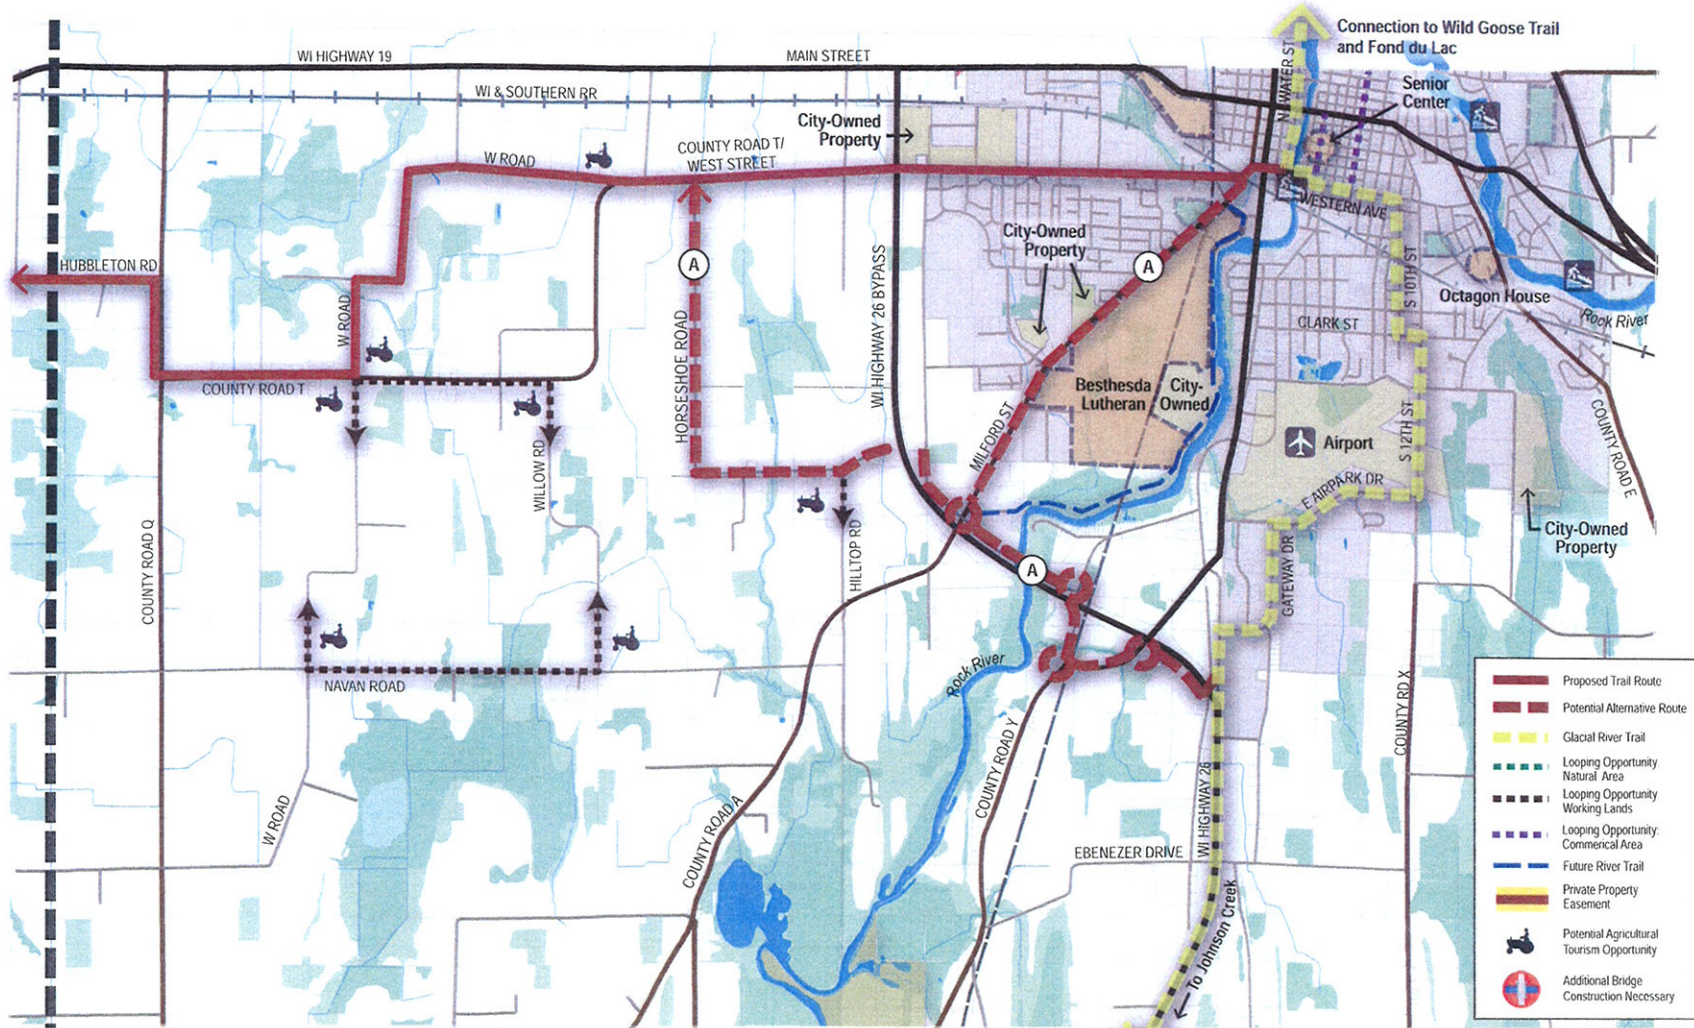 Connection to Wild Goose Trail
and Fond du Lac
WI HIGHWAY 19
MAIN STREET
N WATER ST
Senior
Center
WI & SOUTHERN RR
City-Owned
Property
COUNTY ROAD T/
WEST STREET
W ROAD
WESTERN AVE
HUBBLETON RD
A
City-Owned
Property
A
S 10TH ST
Octagon House
Rock River
W ROAD
HORSESHOE ROAD
WI HIGHWAY 26 BYPASS
CLARK ST
COUNTY ROAD T
Besthesda
Lutheran
City-
Owned
MILFORD ST
Airport
S 12TH ST
COUNTY ROAD E
WILLOW RD
E AIRPARK DR
City-Owned
Property
COUNTY ROAD Q
HILLTOP RD
A
GATEWAY DR
NAVAN ROAD
Rock River
COUNTY RD X
COUNTY ROAD Y
W ROAD
COUNTY ROAD A
WI HIGHWAY 26
EBENEZER DRIVE
To Johnson Creek
Proposed Trail Route
Potential Alternative Route
Glacial River Trail
Looping Opportunity
Natural Area
Looping Opportunity
Working Lands
Looping Opportunity:
Commerical Area
Future River Trail
Private Property
Easement
Potential Agricultural
Tourism Opportunity
Additional Bridge
Construction Necessary